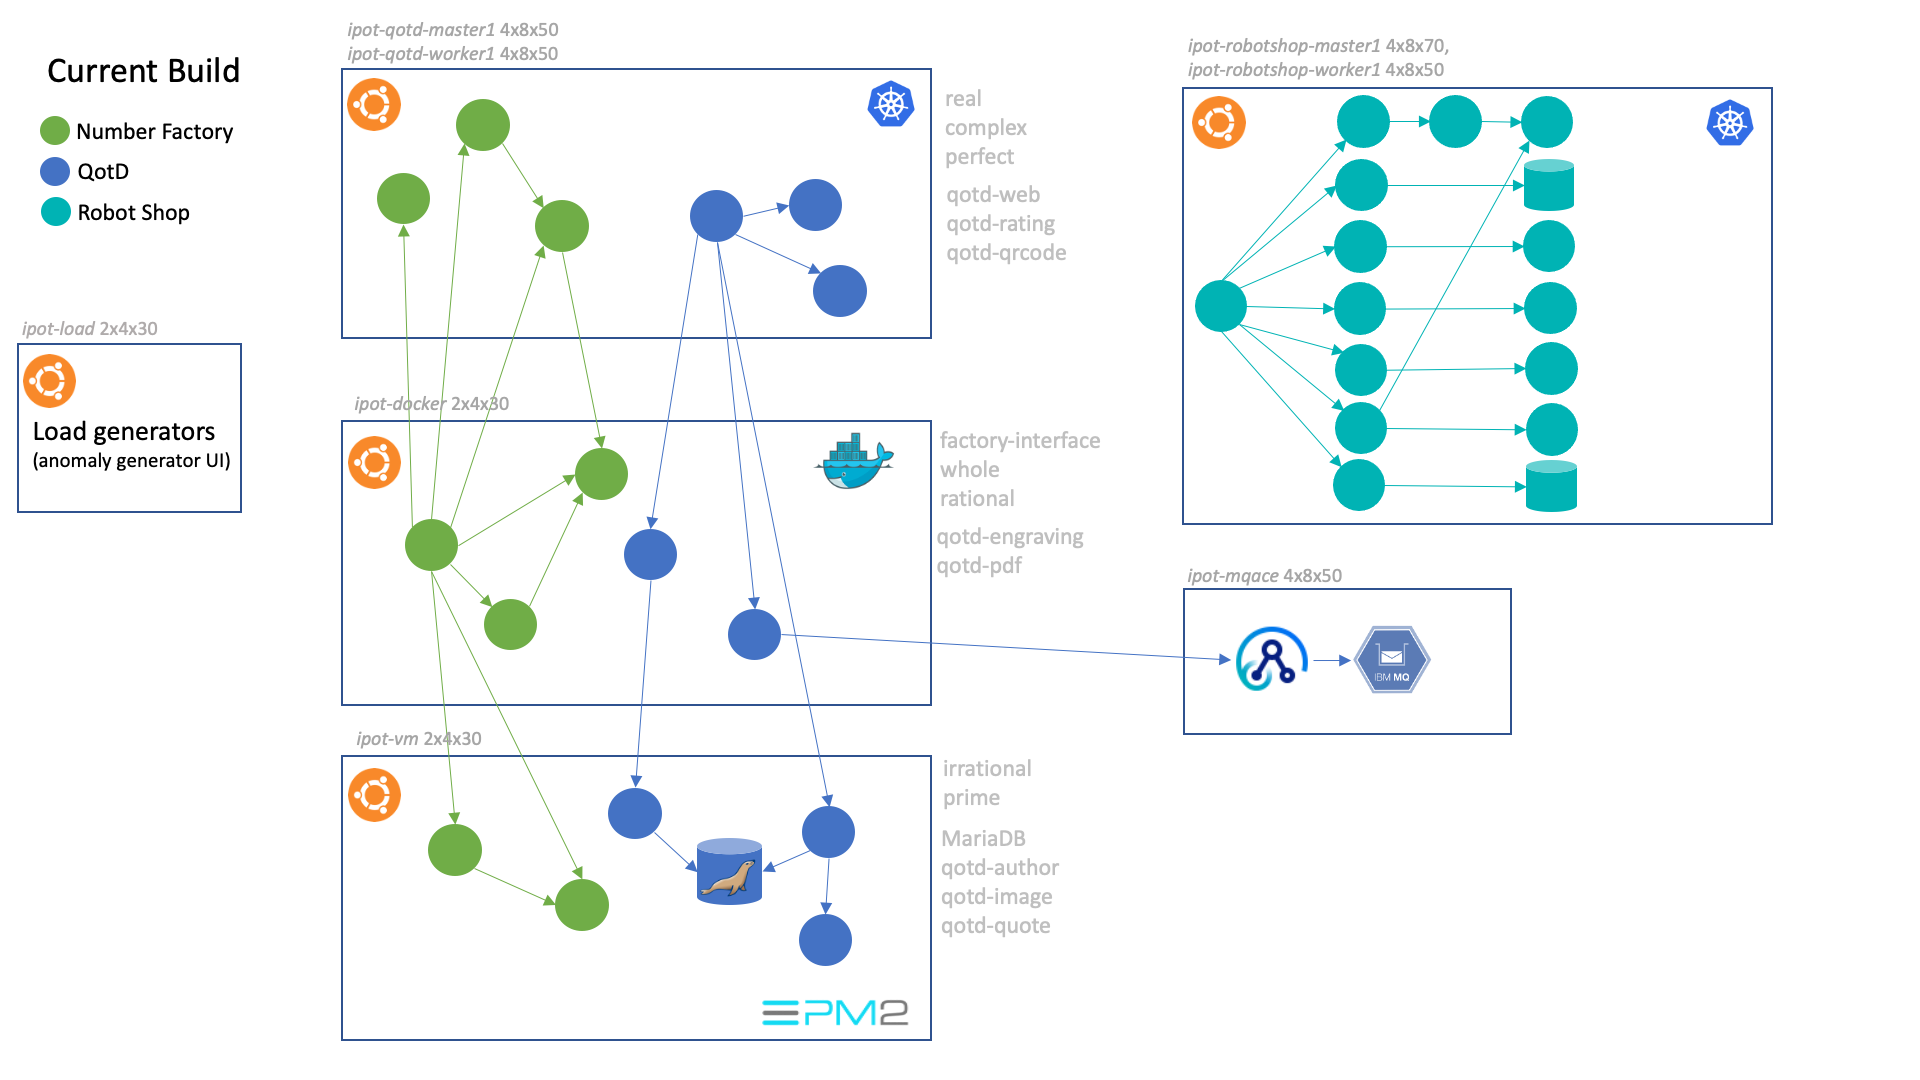 Current Build
Number Factory
QotD
Robot Shop
ipot-load 2x4x30
Load generators
(anomaly generator UI)
ipot-qotd-master1 4x8x50
ipot-qotd-worker1 4x8x50
real
complex
perfect
qotd-web
qotd-rating
qotd-qrcode
ipot-docker 2x4x30
factory-interface
whole
rational
qotd-engraving
qotd-pdf
ipot-vm 2x4x30
irrational
prime
MariaDB
qotd-author
qotd-image
qotd-quote
PM2
ipot-robotshop-master1 4x8x70,
ipot-robotshop-worker1 4x8x50
ipot-mqace 4x8x50
IBM MQ